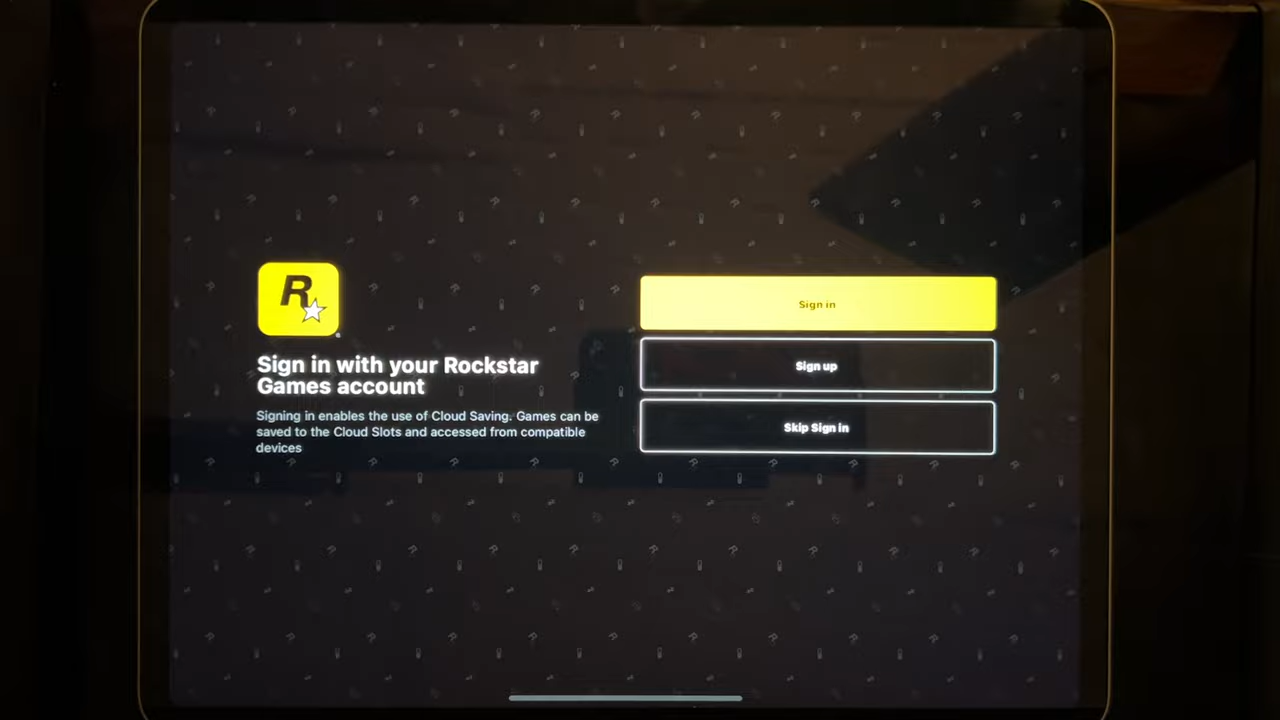 R
Sign in with your Rockstar
Games account
Signing in enables the use of Cloud Saving. Games can be
saved to the Cloud Slots and accessed from compatible
devices
Sign in
Sign up
Skip Sign in